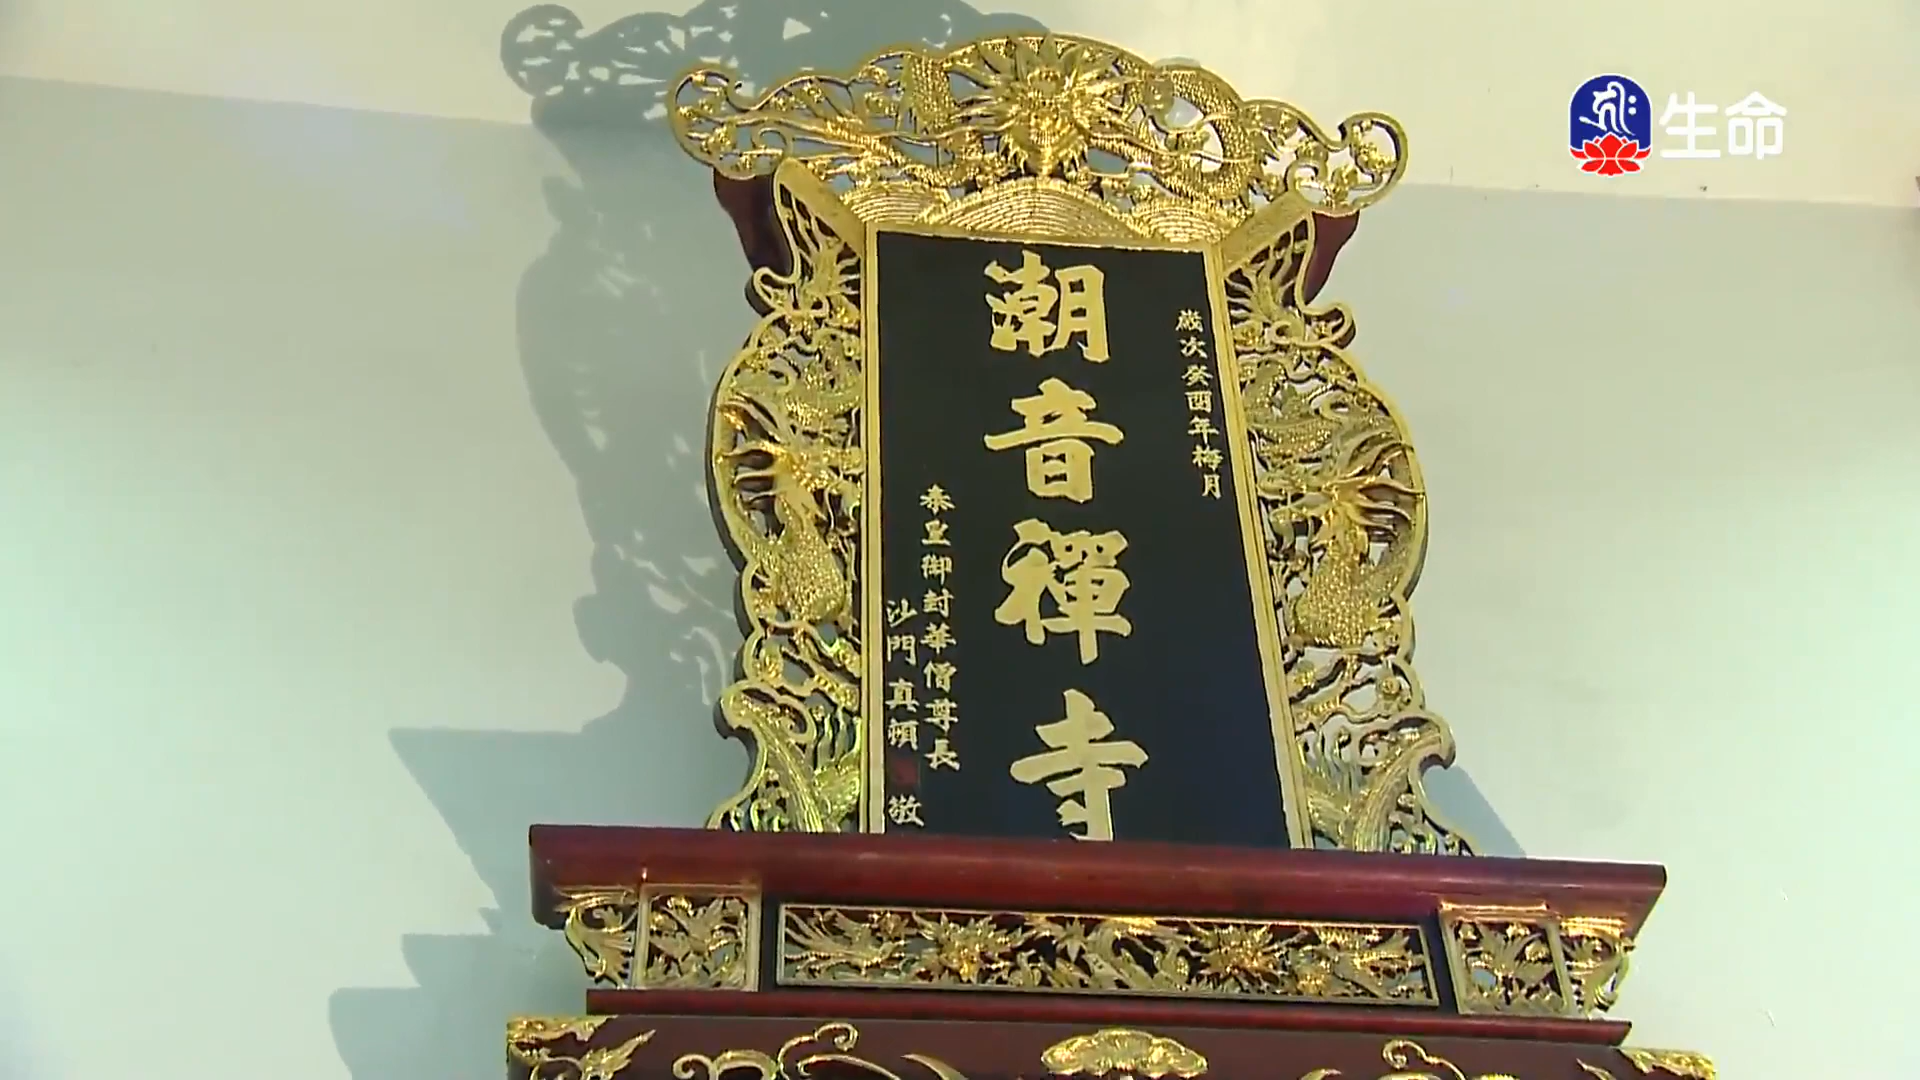 歲次癸酉年梅月
潮音禪寺
泰皇御封華僧尊長
沙門真頓 敬
生命